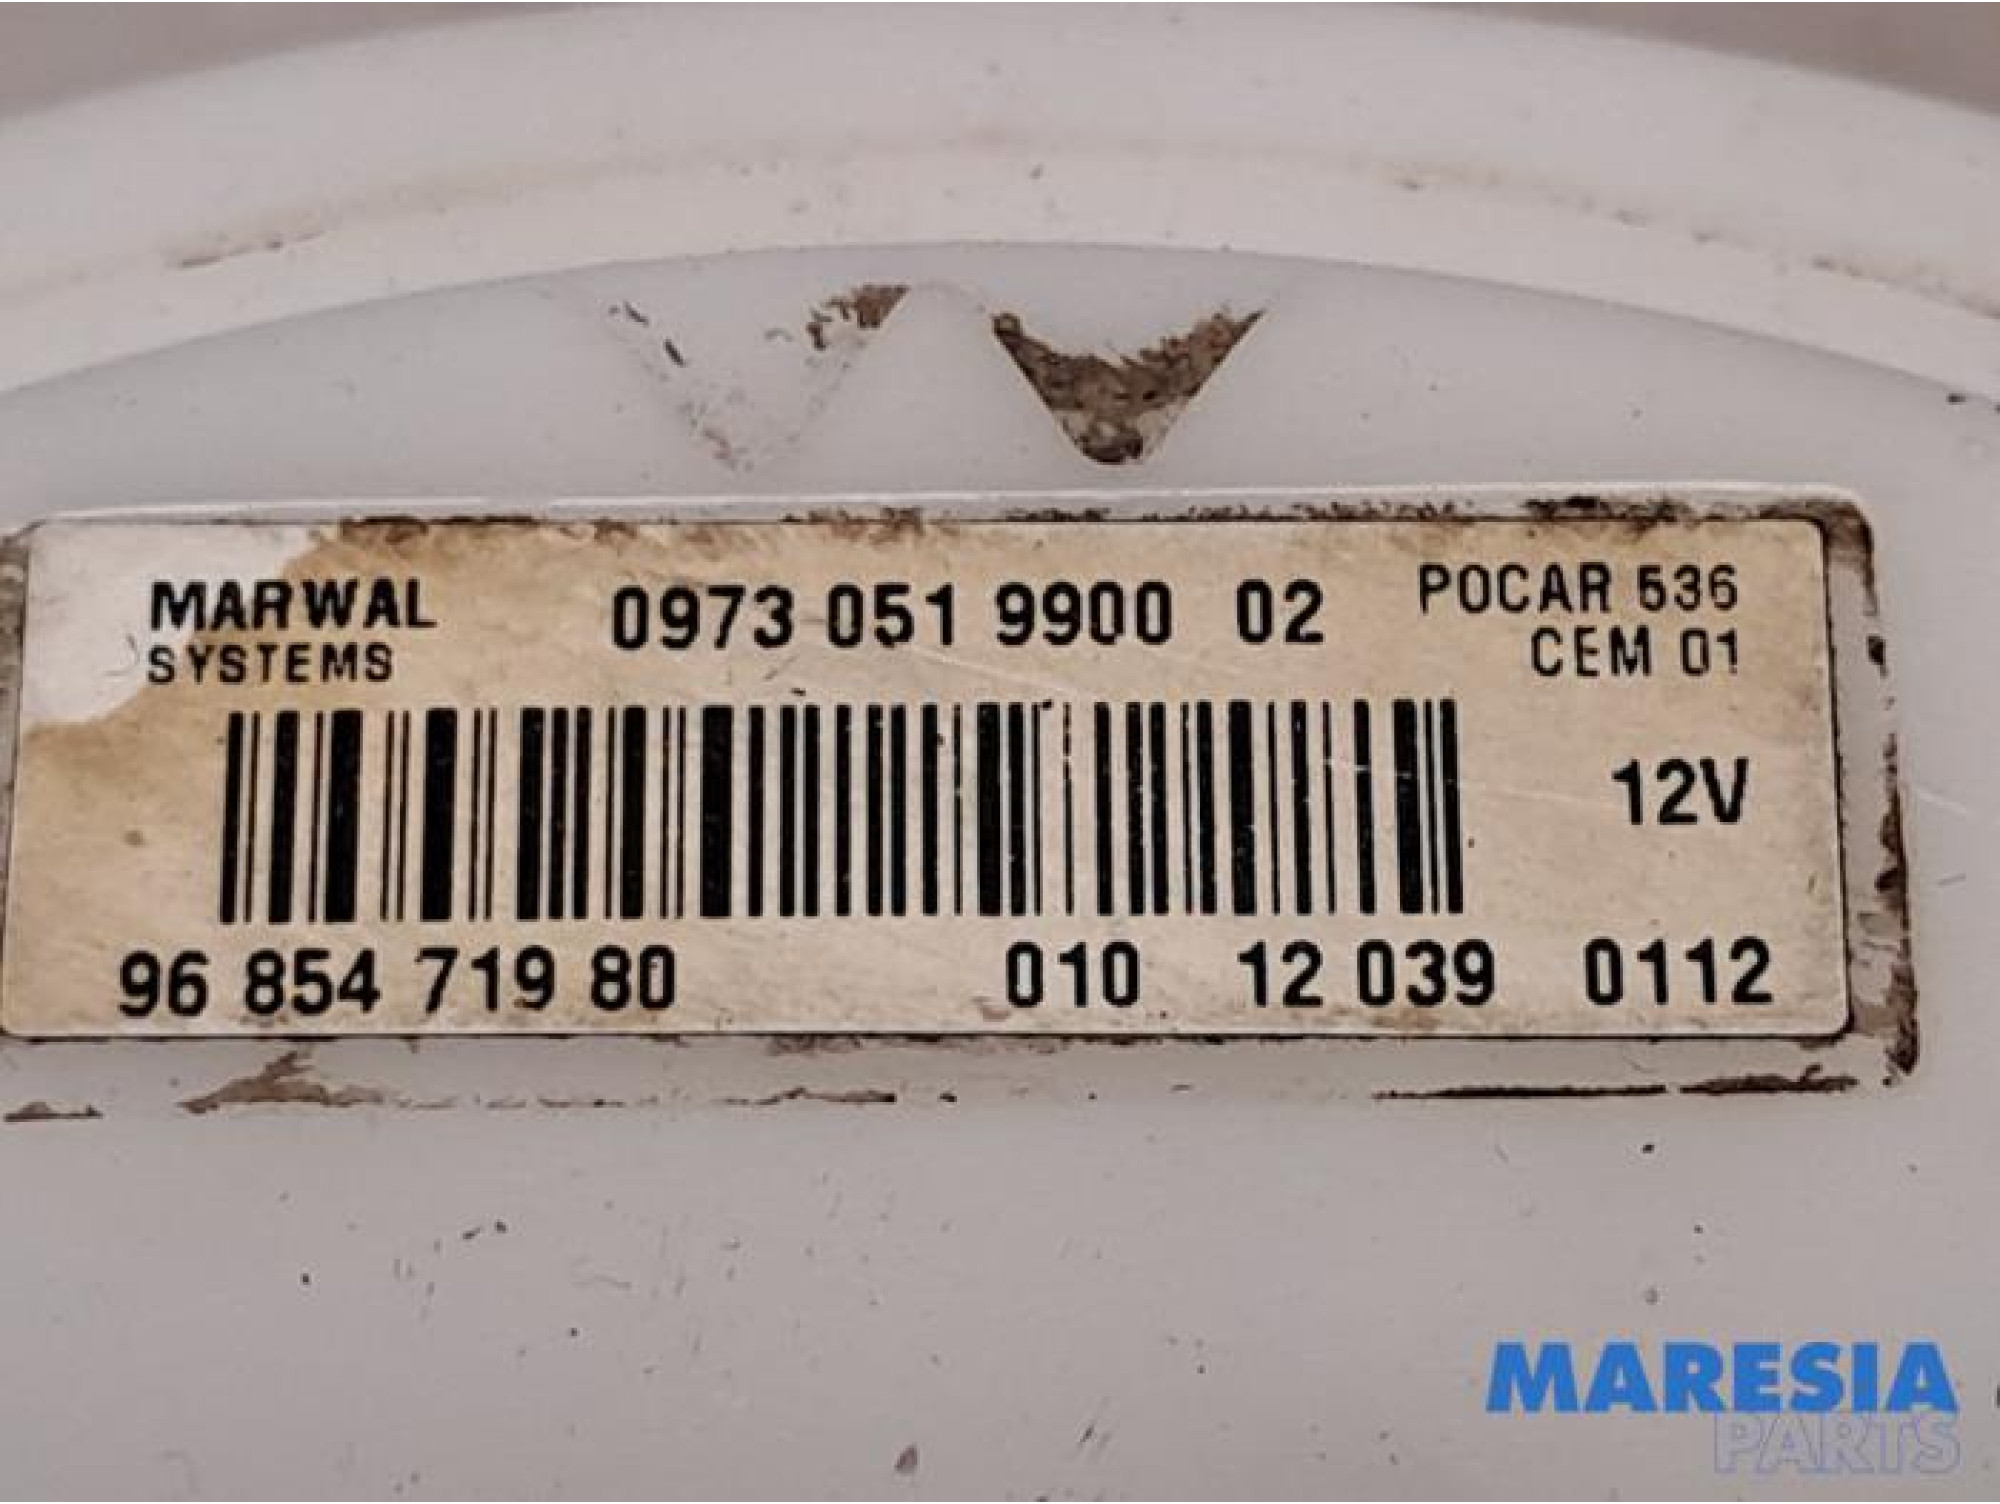 MARWAL
SYSTEMS
0973 051 9900 02
POCAR 536
CEM 01
12V
96 854 719 80 010 12 039 0112
MARESIA
PARTS